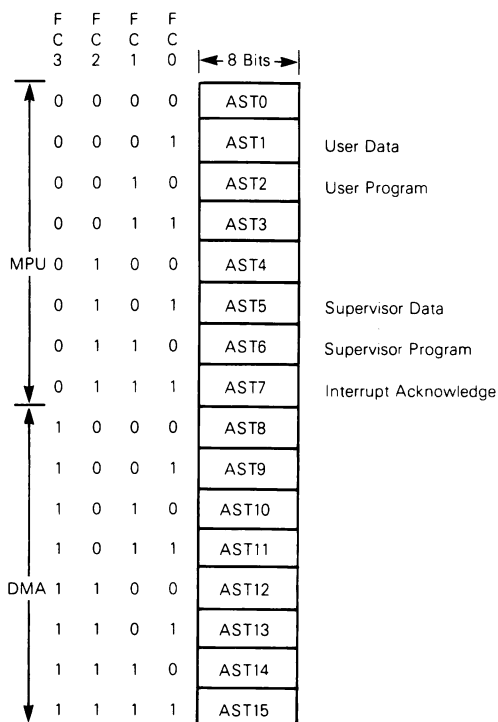 F F F F
C C C C
3 2 1 0 8 Bits
0 0 0 0 AST0
0 0 0 1 AST1 User Data
0 0 1 0 AST2 User Program
0 0 1 1 AST3
MPU 0 1 0 0 AST4
0 1 0 1 AST5 Supervisor Data
0 1 1 0 AST6 Supervisor Program
0 1 1 1 AST7 Interrupt Acknowledge
1 0 0 0 AST8
1 0 0 1 AST9
1 0 1 0 AST10
1 0 1 1 AST11
DMA 1 1 0 0 AST12
1 1 0 1 AST13
1 1 1 0 AST14
1 1 1 1 AST15